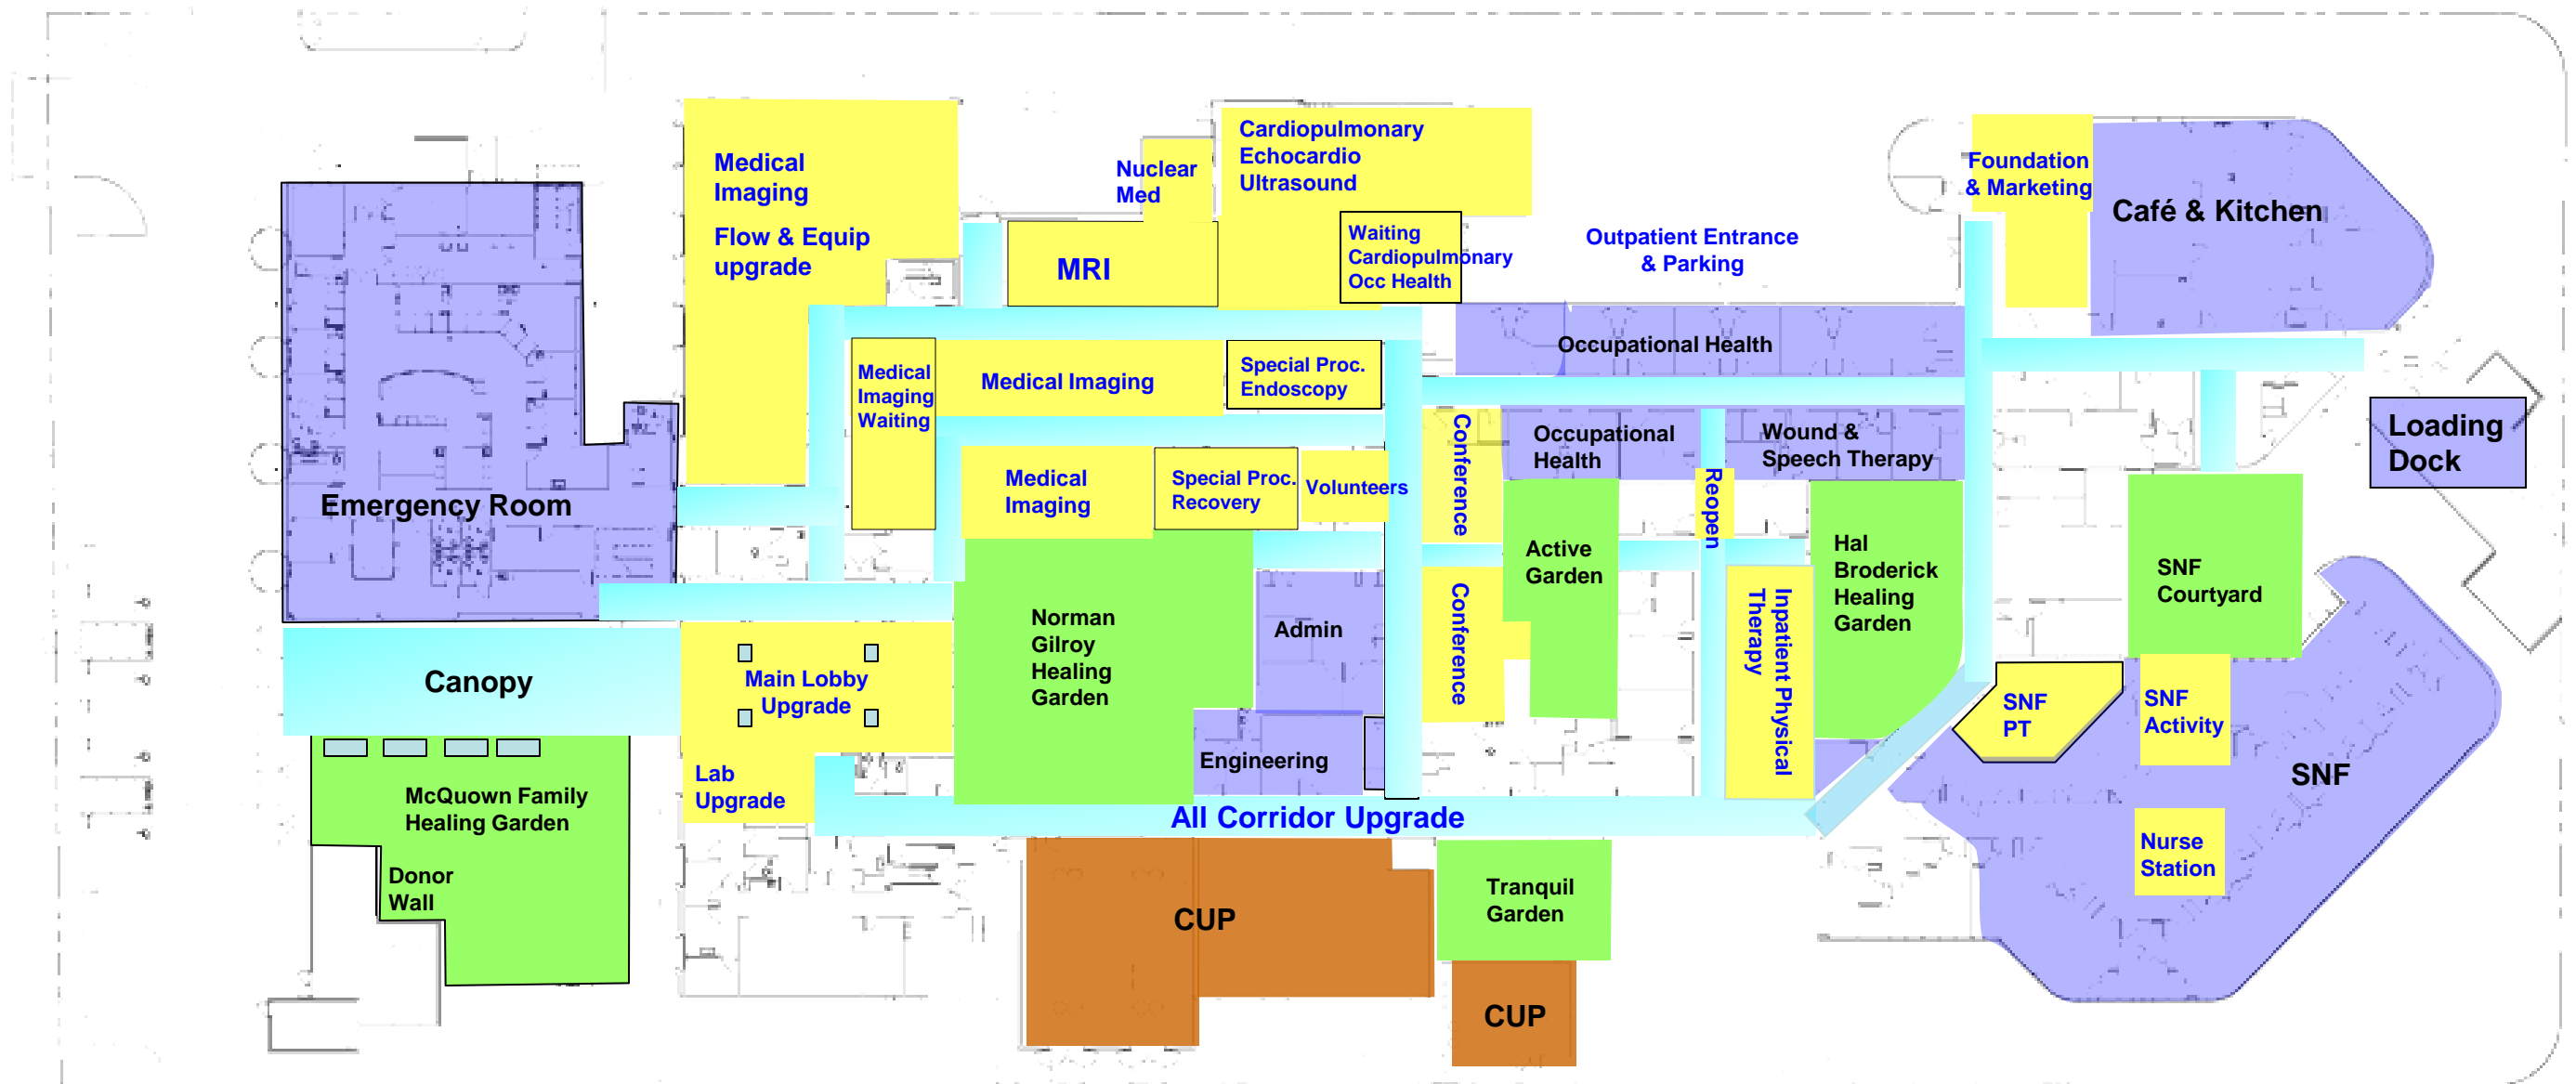 Medical
Imaging
Flow & Equip
upgrade
Nuclear
Med
Cardiopulmonary
Echocardio
Ultrasound
Foundation
& Marketing
Café & Kitchen
MRI
Waiting
Cardiopulmonary
Occ Health
Outpatient Entrance
& Parking
Occupational Health
Medical
Imaging
Waiting
Medical Imaging
Special Proc.
Endoscopy
Loading
Dock
Emergency Room
Medical
Imaging
Special Proc.
Recovery
Volunteers
Conference
Occupational
Health
Reopen
Wound &
Speech Therapy
Active
Garden
Hal
Broderick
Healing
Garden
SNF
Courtyard
Canopy
Main Lobby
Upgrade
Norman
Gilroy
Healing
Garden
Admin
Conference
Inpatient Physical
Therapy
SNF
PT
SNF
Activity
SNF
Engineering
Lab
Upgrade
McQuown Family
Healing Garden
All Corridor Upgrade
Nurse
Station
Donor
Wall
CUP
Tranquil
Garden
CUP